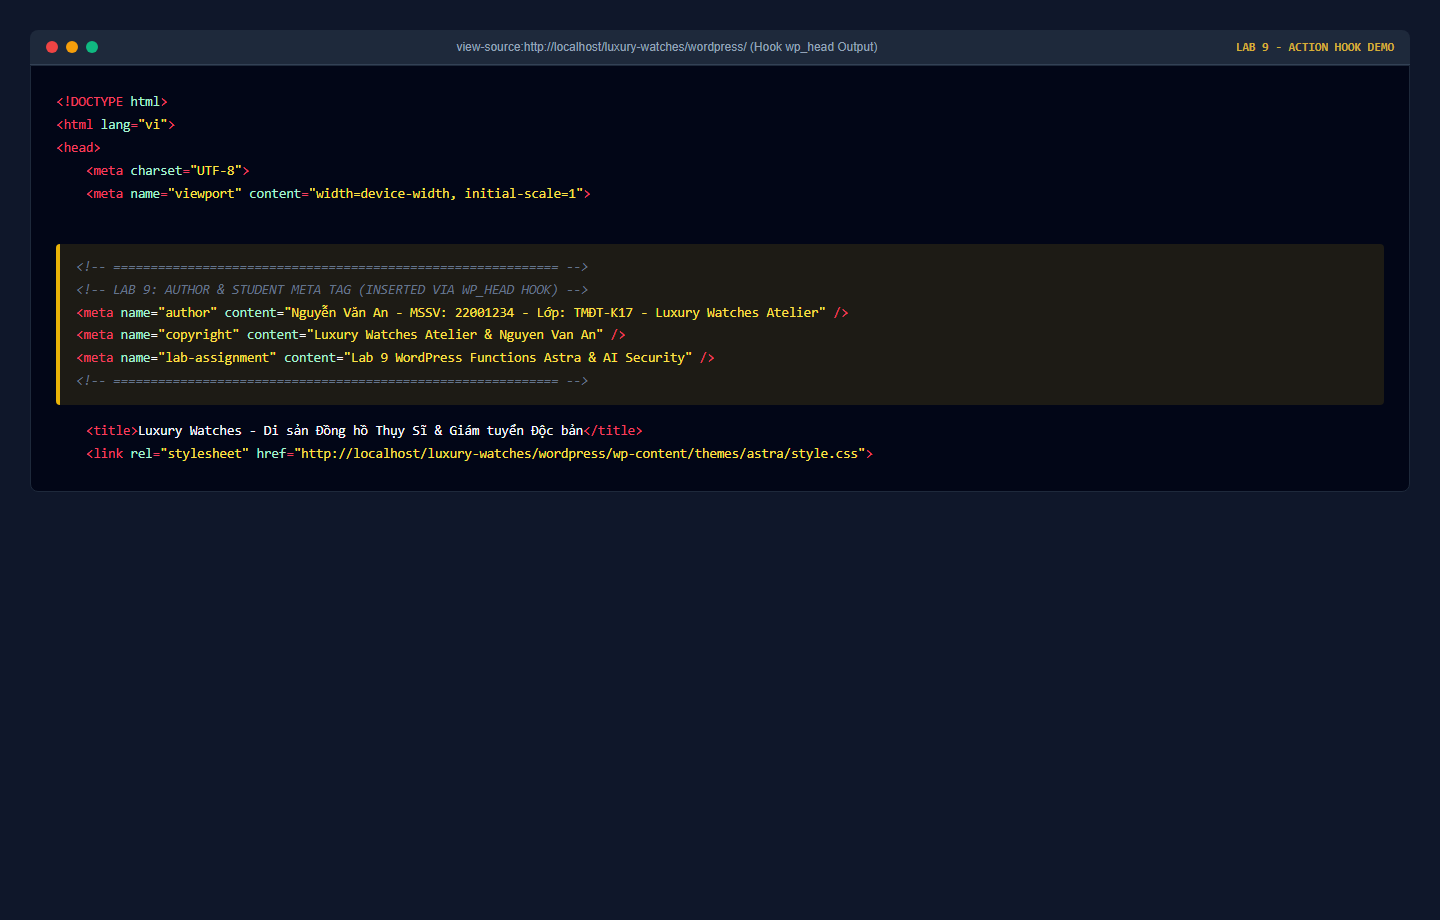 view-source:http://localhost/luxury-watches/wordpress/ (Hook wp_head Output)
LAB 9 - ACTION HOOK DEMO
<!DOCTYPE html>
<html lang="vi">
<head>
<meta charset="UTF-8">
<meta name="viewport" content="width=device-width, initial-scale=1">
<!-- ============================================================ -->
<!-- LAB 9: AUTHOR & STUDENT META TAG (INSERTED VIA WP_HEAD HOOK) -->
<meta name="author" content="Nguyễn Văn An - MSSV: 22001234 - Lớp: TMĐT-K17 - Luxury Watches Atelier" />
<meta name="copyright" content="Luxury Watches Atelier & Nguyen Van An" />
<meta name="lab-assignment" content="Lab 9 WordPress Functions Astra & AI Security" />
<!-- ============================================================ -->
<title>Luxury Watches - Di sản Đồng hồ Thụy Sĩ & Giám tuyển Độc bản</title>
<link rel="stylesheet" href="http://localhost/luxury-watches/wordpress/wp-content/themes/astra/style.css">